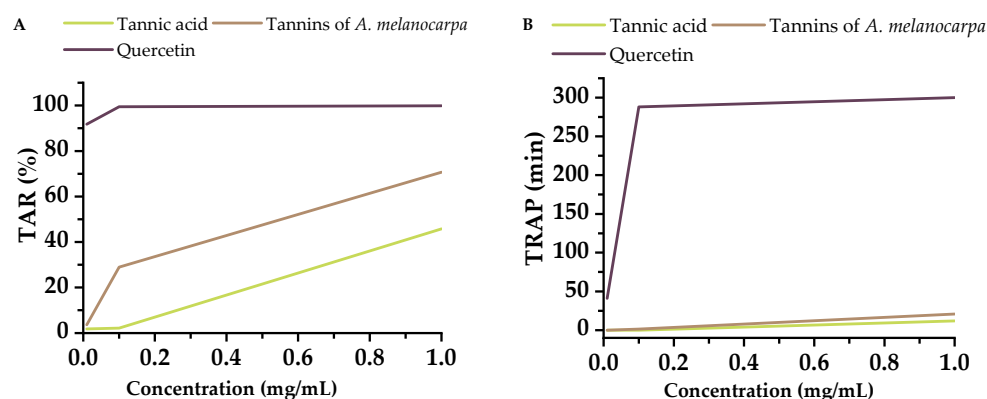 A
Tannic acid
Tannins of A. melanocarpa
Quercetin
TAR (%)
100
80
60
40
20
0
0.0 0.2 0.4 0.6 0.8 1.0
Concentration (mg/mL)
B
Tannic acid
Tannins of A. melanocarpa
Quercetin
TRAP (min)
300
250
200
150
100
50
0
0.0 0.2 0.4 0.6 0.8 1.0
Concentration (mg/mL)